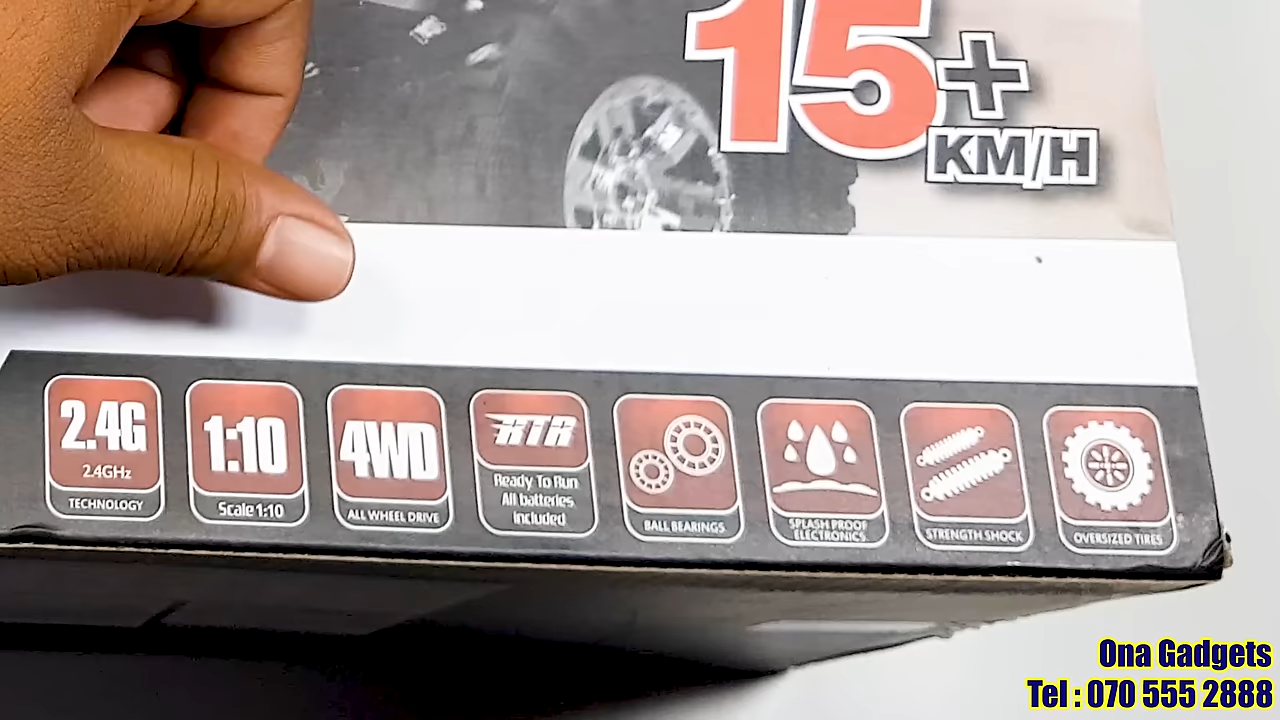 15+
KM/H
2.4G
2.4GHz
TECHNOLOGY
1:10
Scale 1:10
4WD
ALL WHEEL DRIVE
RTR
Ready To Run
All batteries
Included
BALL BEARINGS
SPLASH PROOF
ELECTRONICS
STRENGTH SHOCK
OVERSIZED TIRES
Ona Gadgets
Tel : 070 555 2888